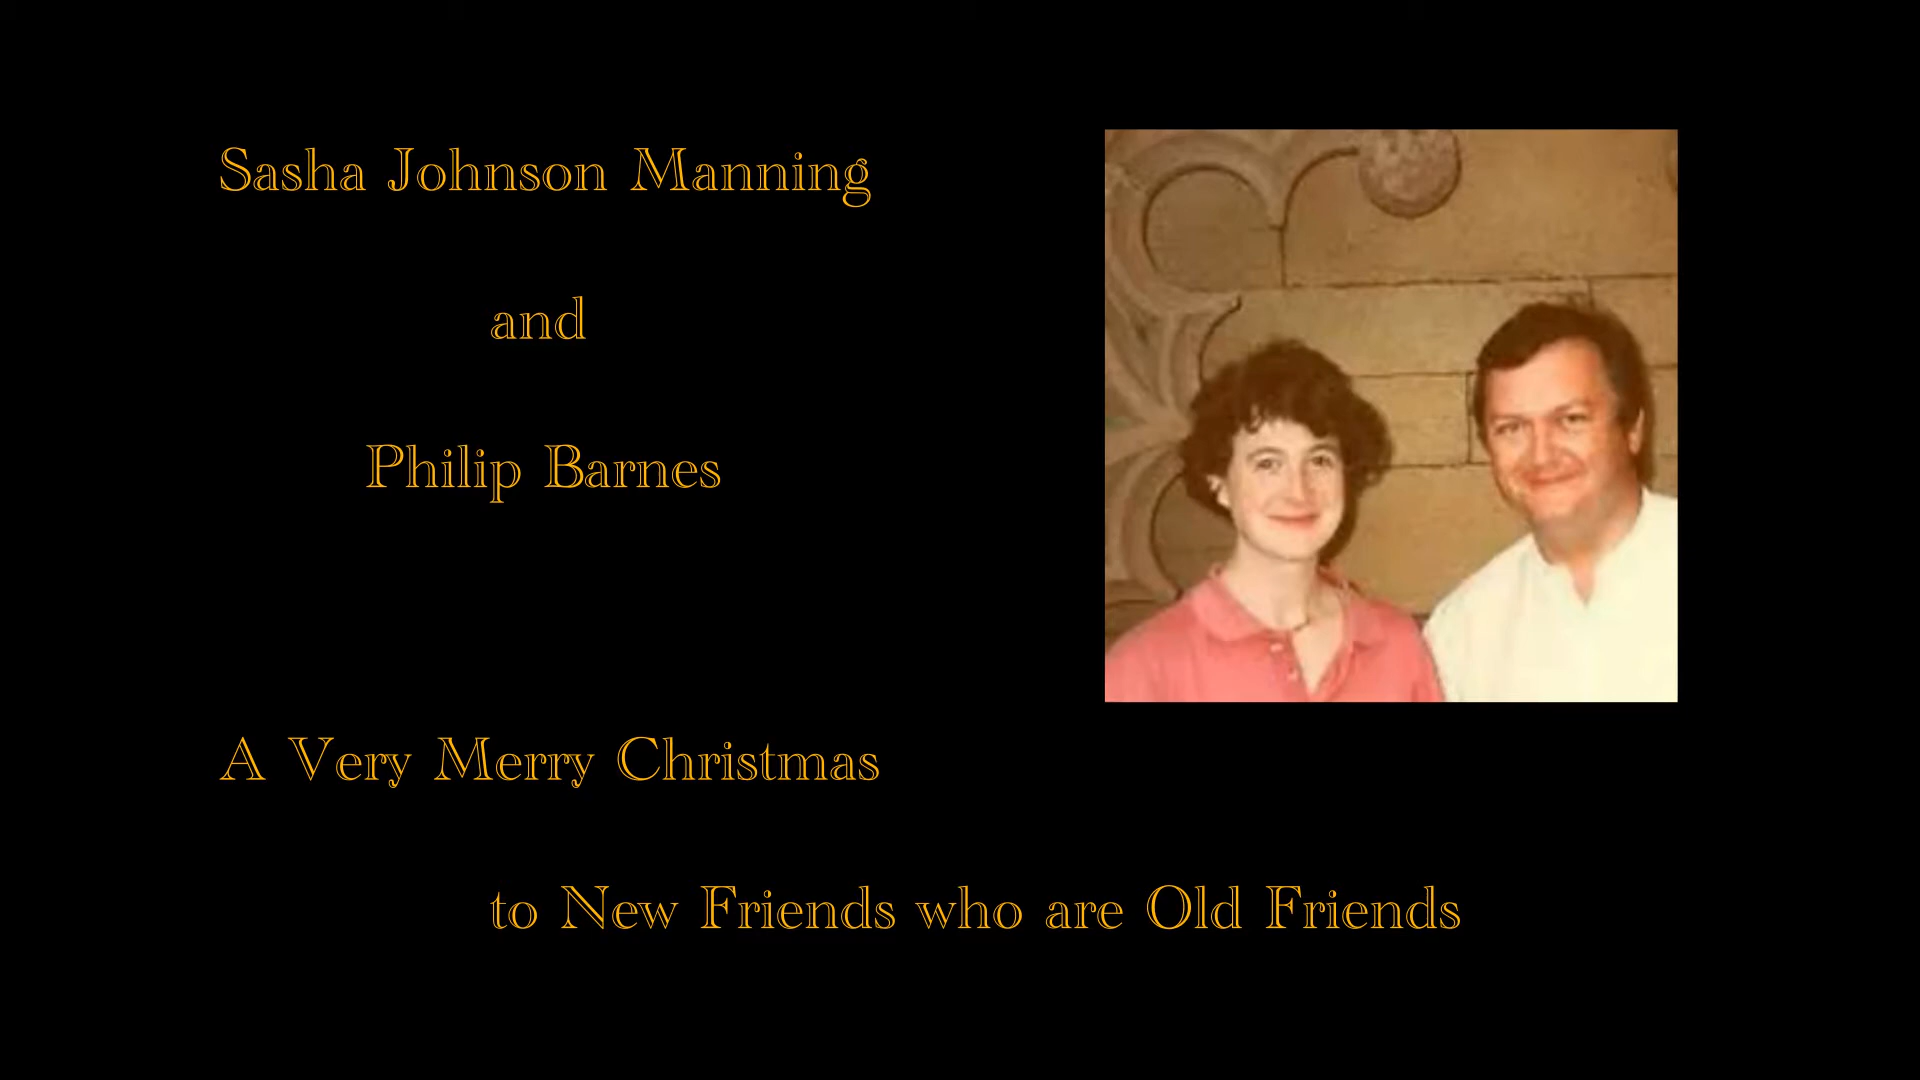 Sasha Johnson Manning
and
Philip Barnes
A Very Merry Christmas
to New Friends who are Old Friends